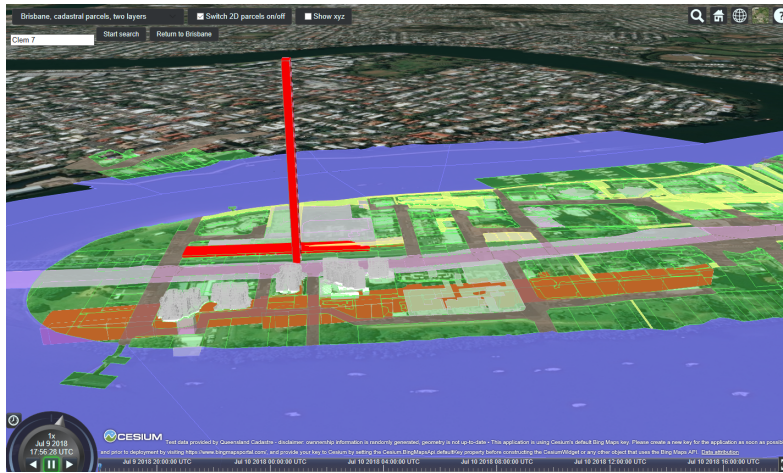 Brisbane, cadastral parcels, two layers
Switch 2D parcels on/off
Show xyz
Clem 7
Start search
Return to Brisbane
1x
Jul 9 2018
17:56:28 UTC
CESIUM
Test data provided by Queensland Cadastre - disclaimer: ownnership information is randomly generated, geometry is not up-to-date • This application is using Cesium's default Bing Maps key. Please create a new key for the application as soon as possib
and prior to deployment by visiting https://www.bingmapsportal.com/, and provide your key to Cesium by setting the Cesium.BingMapsApi.defaultKey property before constructing the CesiumWidget or any other object that uses the Bing Maps API. Data attribution
Jul 9 2018 20:00:00 UTC
Jul 10 2018 00:00:00 UTC
Jul 10 2018 04:00:00 UTC
Jul 10 2018 08:00:00 UTC
Jul 10 2018 12:00:00 UTC
Jul 10 2018 16:00:00 UTC